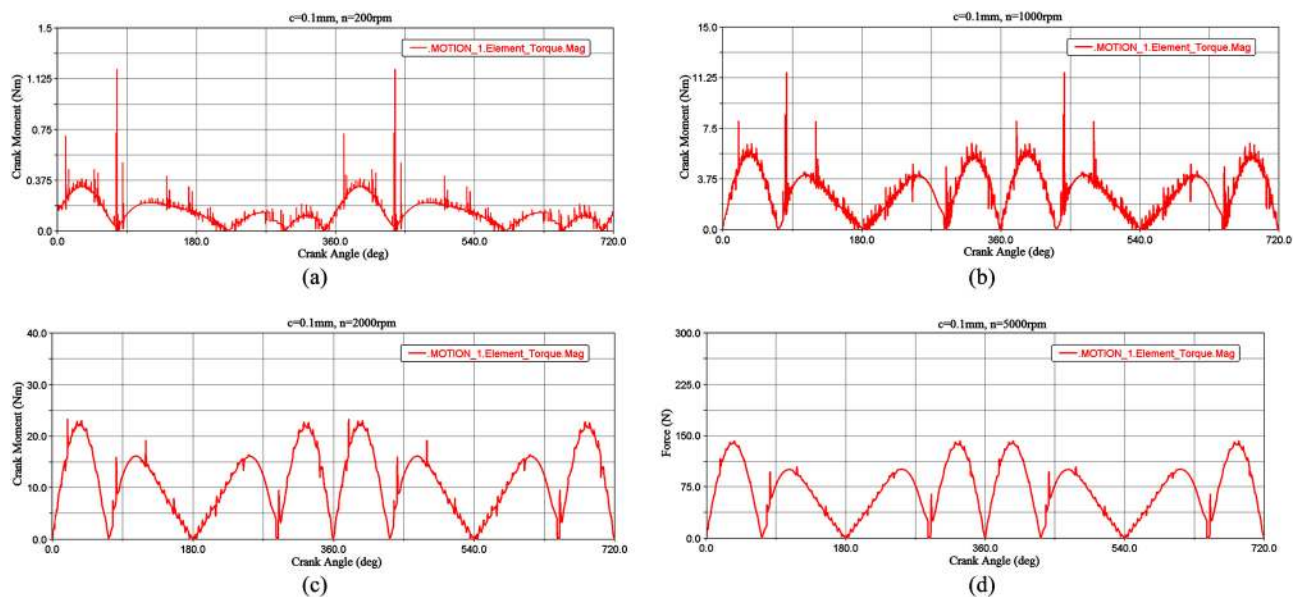 c=0.1mm, n=200rpm
1.5
1.125
0.75
0.375
0.0
Crank Moment (Nm)
.MOTION_1.Element_Torque.Mag
0.0 180.0 360.0 540.0 720.0
Crank Angle (deg)
(a)
c=0.1mm, n=1000rpm
15.0
11.25
7.5
3.75
0.0
Crank Moment (Nm)
.MOTION_1.Element_Torque.Mag
0.0 180.0 360.0 540.0 720.0
Crank Angle (deg)
(b)
c=0.1mm, n=2000rpm
40.0
30.0
20.0
10.0
0.0
Crank Moment (Nm)
.MOTION_1.Element_Torque.Mag
0.0 180.0 360.0 540.0 720.0
Crank Angle (deg)
(c)
c=0.1mm, n=5000rpm
300.0
225.0
150.0
75.0
0.0
Force (N)
.MOTION_1.Element_Torque.Mag
0.0 180.0 360.0 540.0 720.0
Crank Angle (deg)
(d)